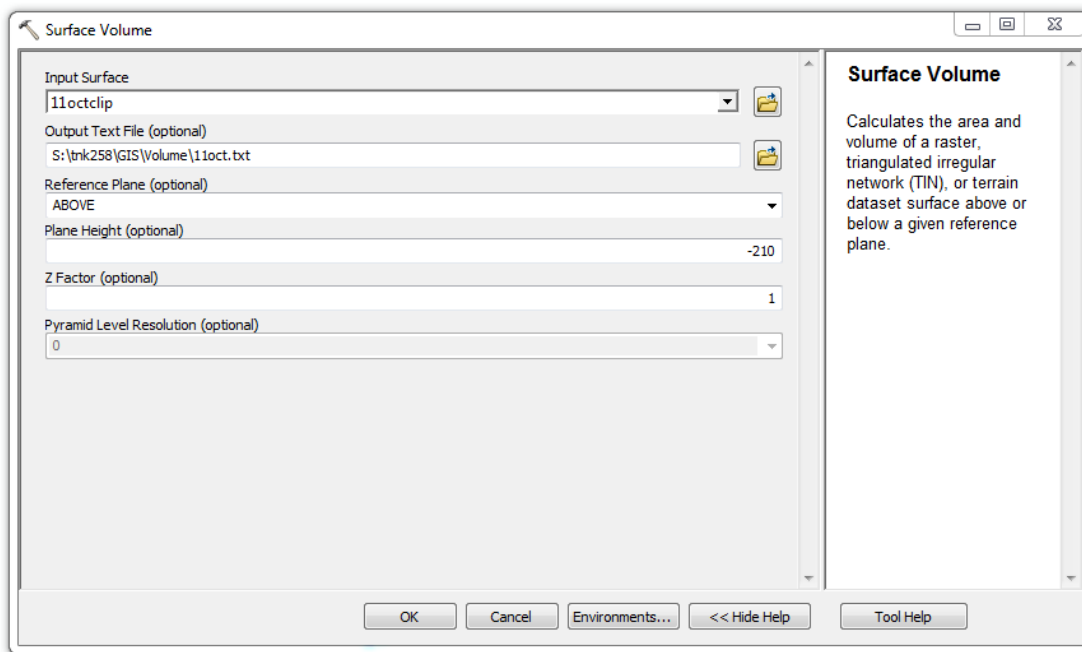 Surface Volume
Input Surface
11octclip
Output Text File (optional)
S:\tnk258\GIS\Volume\11oct.txt
Reference Plane (optional)
ABOVE
Plane Height (optional)
-210
Z Factor (optional)
1
Pyramid Level Resolution (optional)
0
Surface Volume
Calculates the area and
volume of a raster,
triangulated irregular
network (TIN), or terrain
dataset surface above or
below a given reference
plane.
OK Cancel Environments... << Hide Help Tool Help